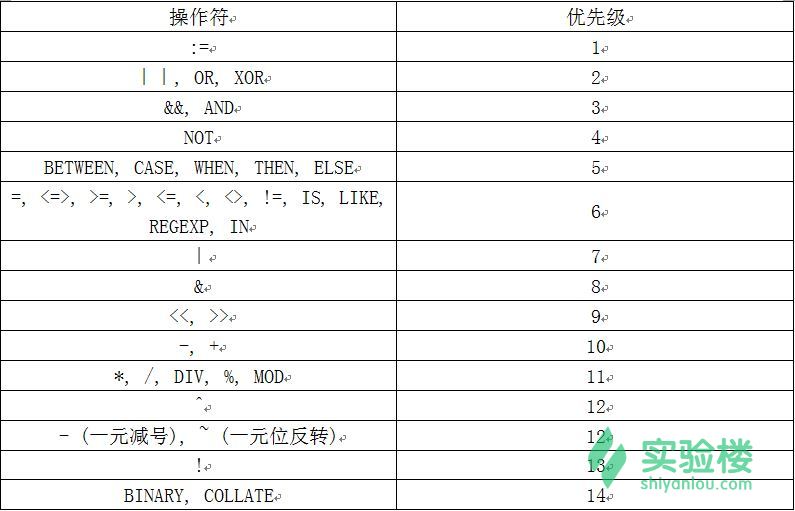 操作符 优先级
:= 1
||, OR, XOR 2
&&, AND 3
NOT 4
BETWEEN, CASE, WHEN, THEN, ELSE 5
=, <=>, >=, >, <=, <, <>, !=, IS, LIKE,
REGEXP, IN 6
| 7
& 8
<<, >> 9
-, + 10
*, /, DIV, %, MOD 11
^ 12
- (一元减号), ~ (一元位反转) 12
! 13
BINARY, COLLATE 14
实验楼
shiyanlou.com